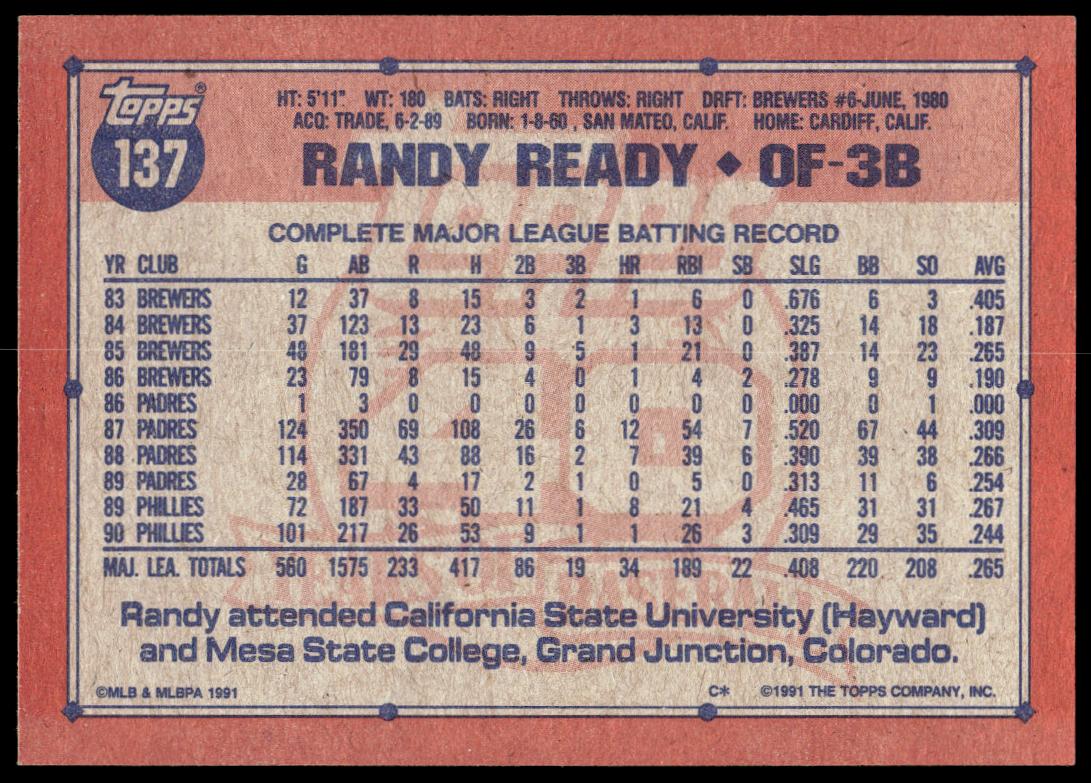 Topps®
137
HT: 5'11" WT: 180 BATS: RIGHT THROWS: RIGHT DRFT: BREWERS #6-JUNE, 1980
ACQ: TRADE, 6-2-89 BORN: 1-8-60 , SAN MATEO, CALIF. HOME: CARDIFF, CALIF.
RANDY READY ◆ OF-3B
COMPLETE MAJOR LEAGUE BATTING RECORD
YR CLUB G AB R H 2B 3B HR RBI SB SLG BB SO AVG
83 BREWERS 12 37 8 15 3 2 1 6 0 .676 6 3 .405
84 BREWERS 37 123 13 23 6 1 3 13 0 .325 14 18 .187
85 BREWERS 48 181 29 48 9 5 1 21 0 .387 14 23 .265
86 BREWERS 23 79 8 15 4 0 1 4 2 .278 9 9 .190
86 PADRES 1 3 0 0 0 0 0 0 0 .000 0 1 .000
87 PADRES 124 350 69 108 26 6 12 54 7 .520 67 44 .309
88 PADRES 114 331 43 88 16 2 7 39 6 .390 39 38 .266
89 PADRES 28 67 4 17 2 1 0 5 0 .313 11 6 .254
89 PHILLIES 72 187 33 50 11 1 8 21 4 .465 31 31 .267
90 PHILLIES 101 217 26 53 9 1 1 26 3 .309 29 35 .244
MAJ. LEA. TOTALS 560 1575 233 417 86 19 34 189 22 .408 220 208 .265
Randy attended California State University (Hayward)
and Mesa State College, Grand Junction, Colorado.
©MLB & MLBPA 1991 C* ©1991 THE TOPPS COMPANY, INC.